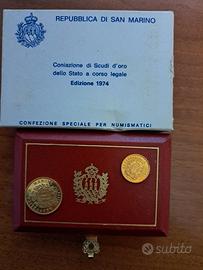 REPUBBLICA DI SAN MARINO
Coniazione di Scudi d'oro
dello Stato a corso legale
Edizione 1974
CONFEZIONE SPECIALE PER NUMISMATICI
subito